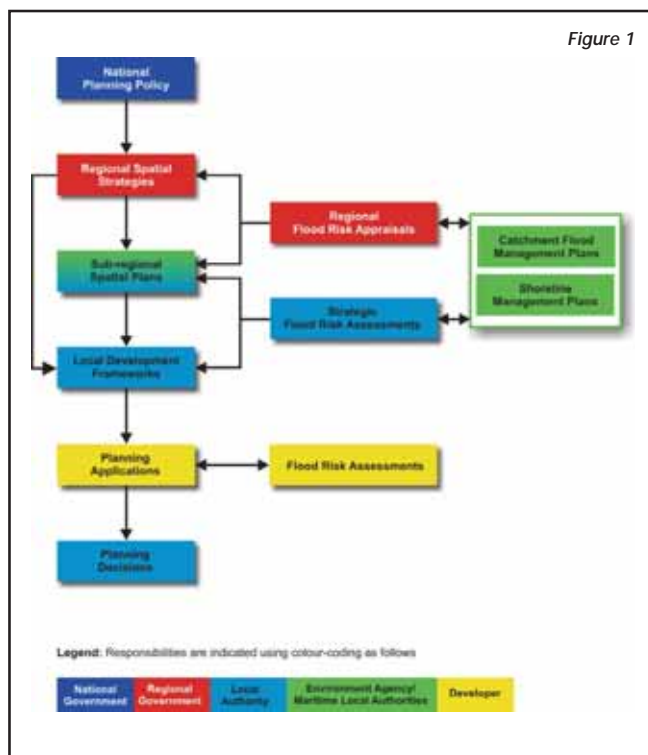 Figure 1
National
Planning Policy
Regional Spatial
Strategies
Regional
Flood Risk Appraisals
Catchment Flood
Management Plans
Sub-regional
Spatial Plans
Shoreline
Management Plans
Strategic
Flood Risk Assessments
Local Development
Frameworks
Planning
Applications
Flood Risk Assessments
Planning
Decisions
Legend: Responsibilities are indicated using colour-coding as follows
National
Government
Regional
Government
Local
Authority
Environment Agency/
Maritime Local Authorities
Developer